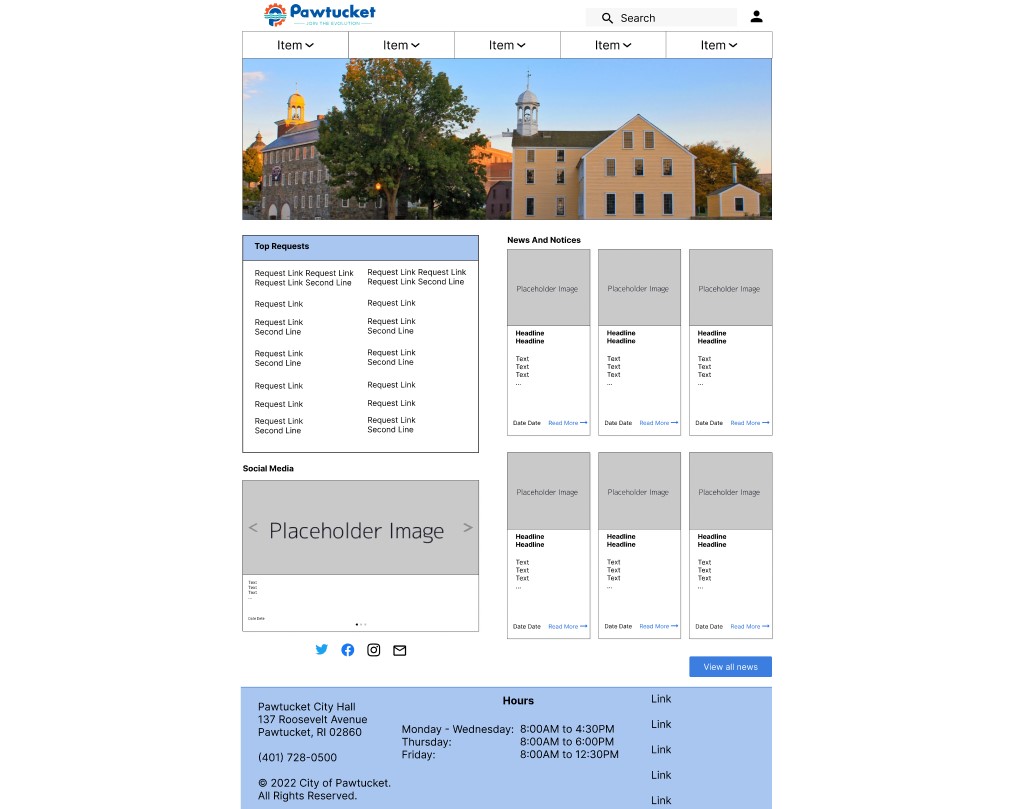 Pawtucket
JOIN THE EVOLUTION
Search
Item
Item
Item
Item
Item
Top Requests
Request Link Request Link
Request Link Second Line
Request Link
Request Link
Second Line
Request Link
Second Line
Request Link
Request Link
Request Link
Second Line
Request Link Request Link
Request Link Second Line
Request Link
Request Link
Second Line
Request Link
Second Line
Request Link
Request Link
Request Link
Second Line
Social Media
<
Placeholder Image
>
Text
Text
Text
...
Date Date
News And Notices
Placeholder Image
Headline
Headline
Text
Text
Text
...
Date Date Read More
Placeholder Image
Headline
Headline
Text
Text
Text
...
Date Date Read More
Placeholder Image
Headline
Headline
Text
Text
Text
...
Date Date Read More
Placeholder Image
Headline
Headline
Text
Text
Text
...
Date Date Read More
Placeholder Image
Headline
Headline
Text
Text
Text
...
Date Date Read More
Placeholder Image
Headline
Headline
Text
Text
Text
...
Date Date Read More
View all news
Pawtucket City Hall
137 Roosevelt Avenue
Pawtucket, RI 02860
(401) 728-0500
© 2022 City of Pawtucket.
All Rights Reserved.
Hours
Monday - Wednesday: 8:00AM to 4:30PM
Thursday: 8:00AM to 6:00PM
Friday: 8:00AM to 12:30PM
Link
Link
Link
Link
Link